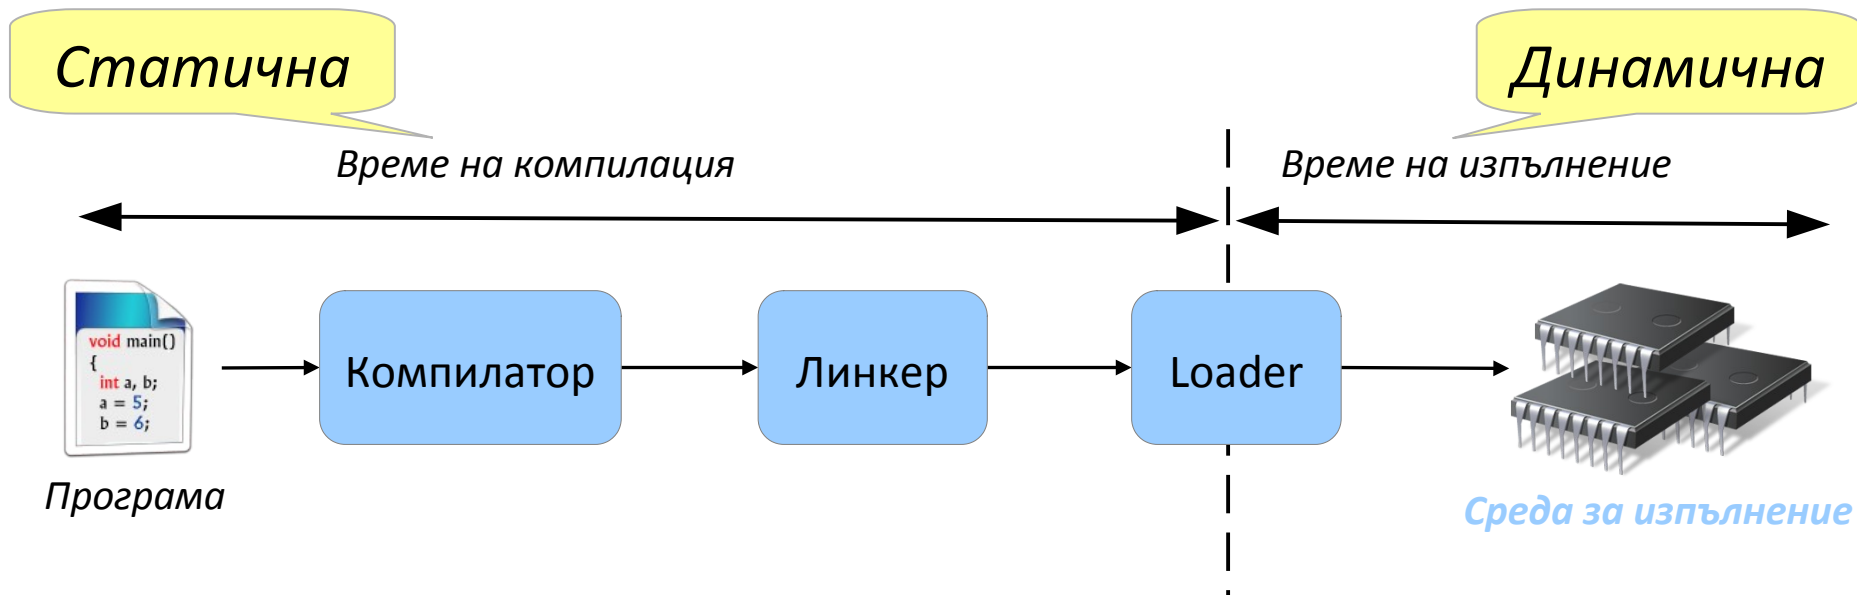 Статична
Динамична
Време на компилация
Време на изпълнение
void main()
{
int a, b;
a = 5;
b = 6;
Компилатор
Линкер
Loader
Програма
Среда за изпълнение